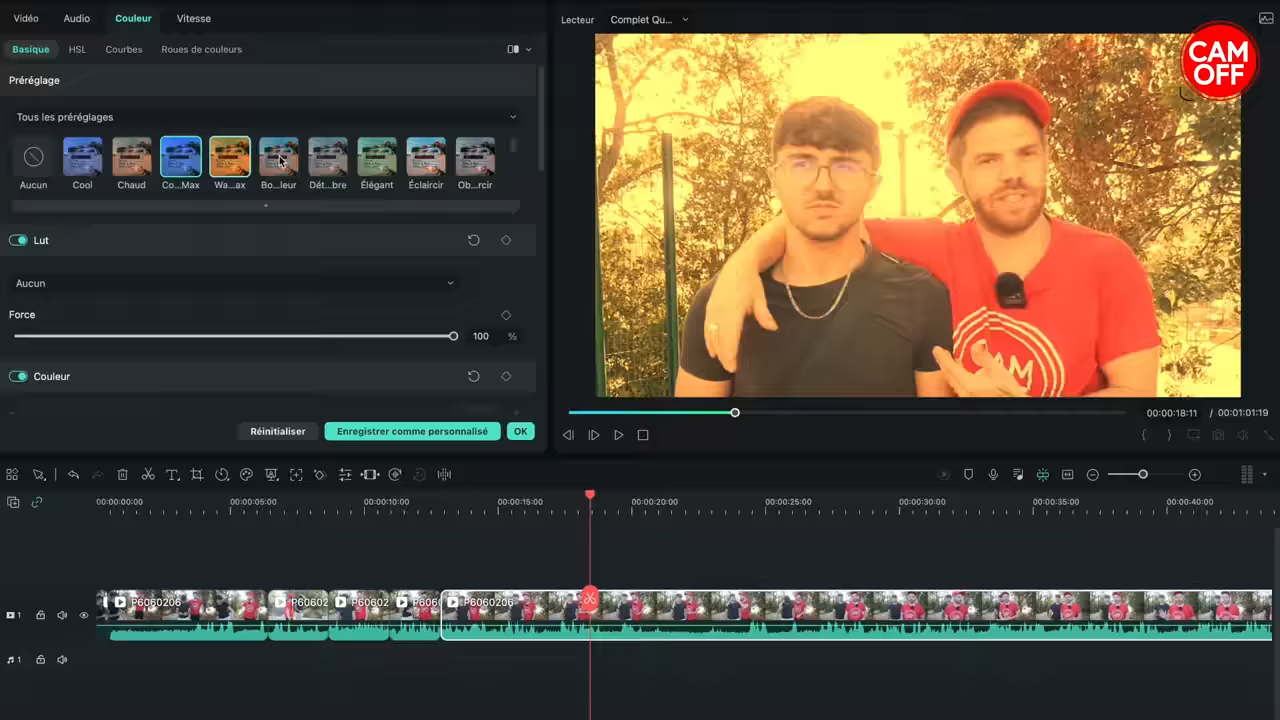 Vidéo Audio Couleur Vitesse
Lecteur Complet Qu...
CAM
OFF
Basique HSL Courbes Roues de couleurs
Préréglage
Tous les préréglages
Aucun Cool Chaud Co...Max Wa...ax Bo...leur Dét...bre Élégant Éclaircir Ob...rcir
Lut
Aucun
Force
100 %
Couleur
CAM
00:00:18:11 / 00:01:01:19
Réinitialiser Enregistrer comme personnalisé OK
00:00:00:00 00:00:05:00 00:00:10:00 00:00:15:00 00:00:20:00 00:00:25:00 00:00:30:00 00:00:35:00 00:00:40:00
P6060206 P60602 P60602 P606 P6060206
1
1